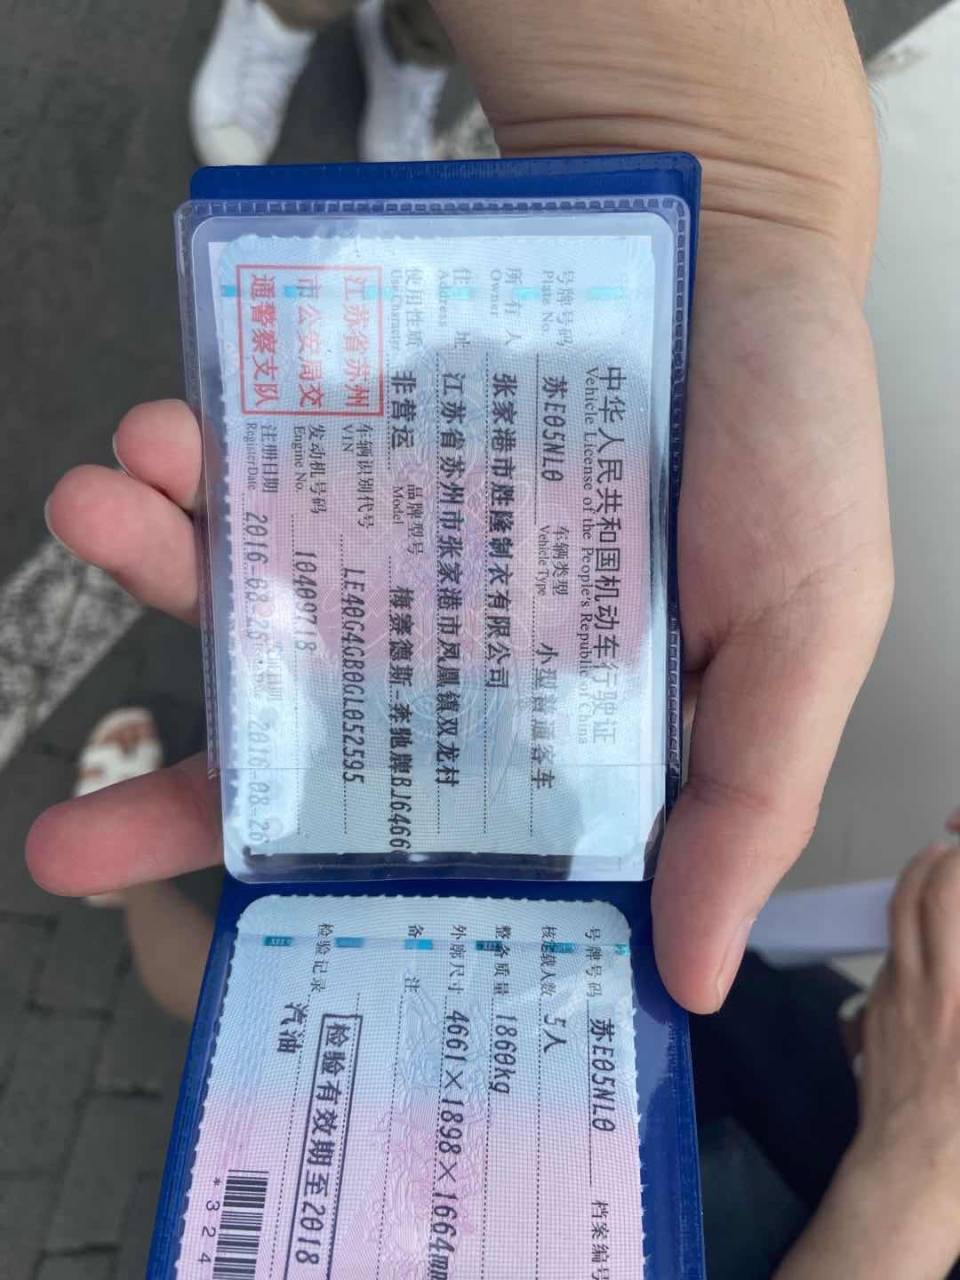 中华人民共和国机动车行驶证
Vehicle License of the People's Republic of China
号牌号码 苏E05NL0 车辆类型 小型普通客车
Plate No. Vehicle Type
所有人 张家港市胜隆制衣有限公司
Owner
住址 江苏省苏州市张家港市凤凰镇双龙村
Address
使用性质 非营运 品牌型号 梅赛德斯-奔驰牌BJ6466
Use Character Model
江苏省苏州
市公安局交
通警察支队
车辆识别代号 LE40G4GB0GL052595
VIN
发动机号码 10409718
Engine No.
注册日期 2016-08-25 2016-08-26
Register Date
号牌号码 苏E05NL0 档案编号
核定载人数 5人
整备质量 1860kg
外廓尺寸 4661×1898×1664mm
备注
检验有效期至2018
检验记录 汽油
*324